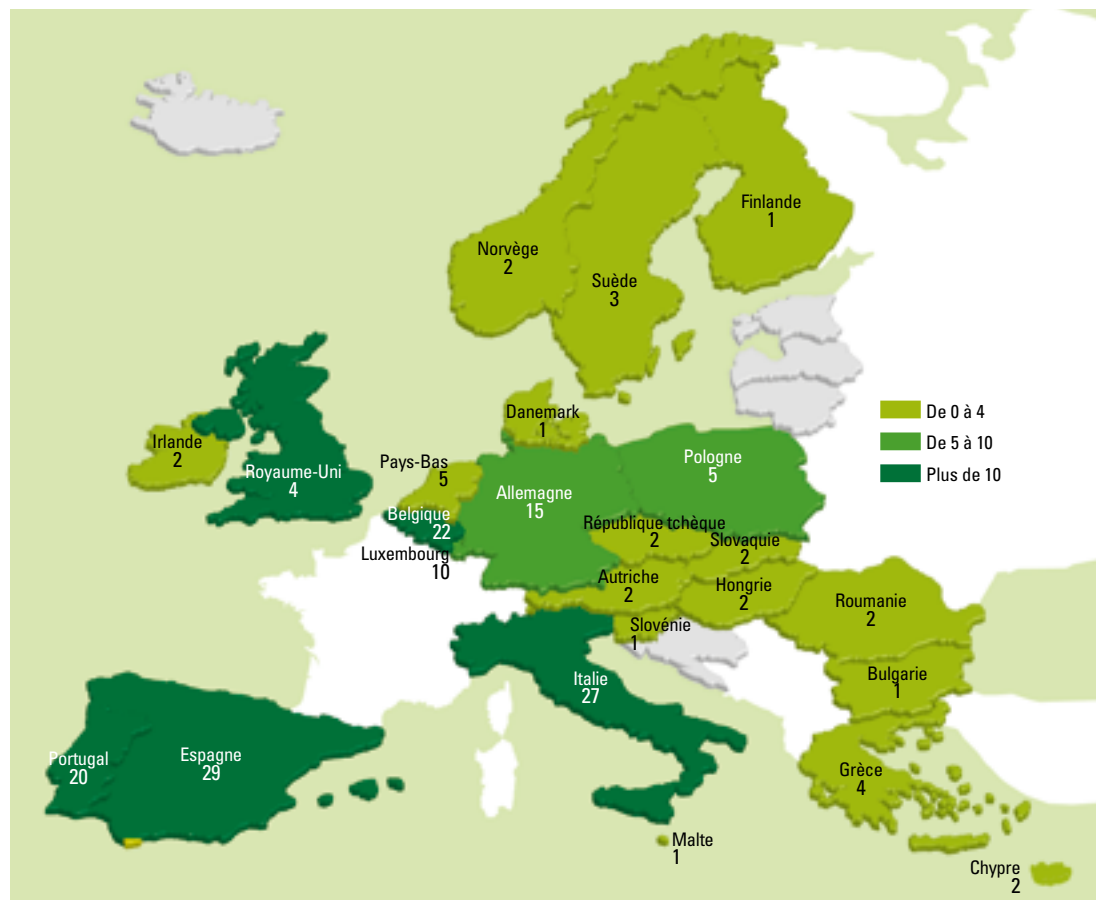 Finlande
1
Norvège
2
Suède
3
Danemark
1
De 0 à 4
De 5 à 10
Plus de 10
Irlande
2
Royaume-Uni
4
Pays-Bas
5
Pologne
5
Allemagne
15
Belgique
22
Luxembourg
10
République tchèque
2
Slovaquie
2
Autriche
2
Hongrie
2
Roumanie
2
Slovénie
1
Bulgarie
1
Italie
27
Portugal
20
Espagne
29
Grèce
4
Malte
1
Chypre
2